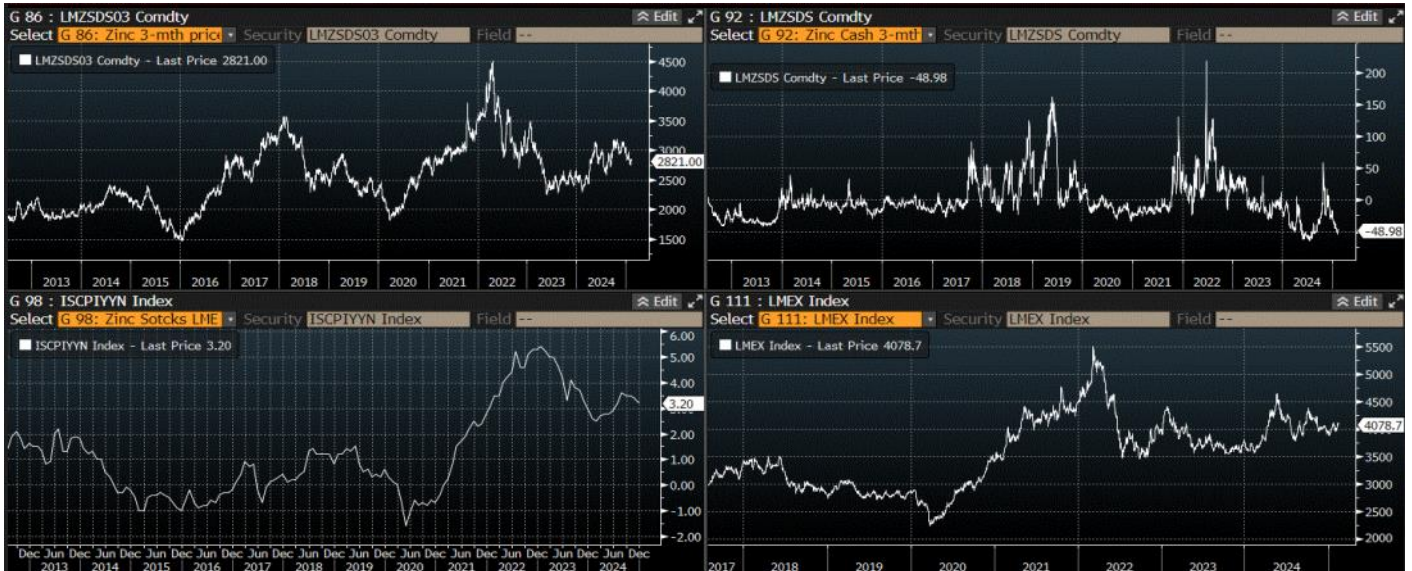 G 86 : LMZSDS03 Comdty
Edit
Select G 86: Zinc 3-mth price Security LMZSDS03 Comdty Field --
LMZSDS03 Comdty - Last Price 2821.00
4500
4000
3500
3000
2821.00
2500
2000
1500
2013 2014 2015 2016 2017 2018 2019 2020 2021 2022 2023 2024
G 92 : LMZSDS Comdty
Edit
Select G 92: Zinc Cash 3-mth Security LMZSDS Comdty Field --
LMZSDS Comdty - Last Price -48.98
200
150
100
50
0
-48.98
2013 2014 2015 2016 2017 2018 2019 2020 2021 2022 2023 2024
G 98 : ISCPIYYN Index
Edit
Select G 98: Zinc Sotcks LME Security ISCPIYYN Index Field --
ISCPIYYN Index - Last Price 3.20
6.00
5.00
4.00
3.20
2.00
1.00
0.00
-1.00
-2.00
Dec Jun Dec Jun Dec Jun Dec Jun Dec Jun Dec Jun Dec Jun Dec Jun Dec Jun Dec Jun Dec Jun Dec Jun Dec
2013 2014 2015 2016 2017 2018 2019 2020 2021 2022 2023 2024
G 111 : LMEX Index
Edit
Select G 111: LMEX Index Security LMEX Index Field --
LMEX Index - Last Price 4078.7
5500
5000
4500
4078.7
4000
3500
3000
2500
2000
2017 2018 2019 2020 2021 2022 2023 2024